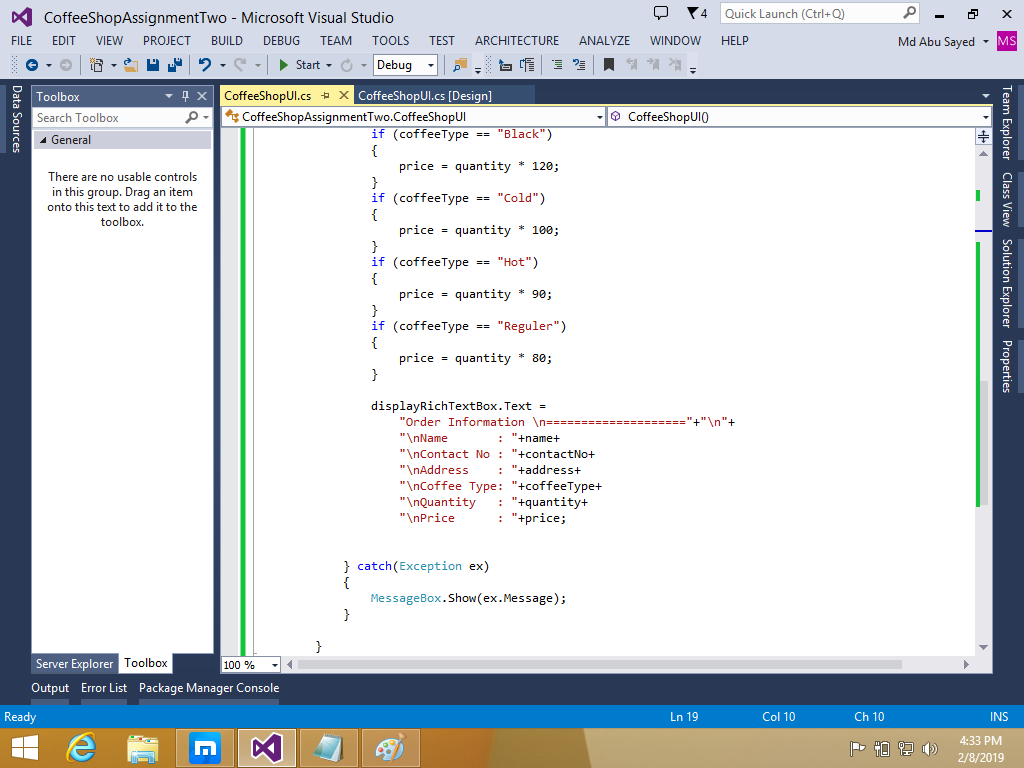 CoffeeShopAssignmentTwo - Microsoft Visual Studio
4
Quick Launch (Ctrl+Q)
FILE EDIT VIEW PROJECT BUILD DEBUG TEAM TOOLS TEST ARCHITECTURE ANALYZE WINDOW HELP
Md Abu Sayed MS
Start Debug
Data Sources
Toolbox
Search Toolbox
General
There are no usable controls
in this group. Drag an item
onto this text to add it to the
toolbox.
Server Explorer Toolbox
CoffeeShopUI.cs CoffeeShopUI.cs [Design]
CoffeeShopAssignmentTwo.CoffeeShopUI CoffeeShopUI()
if (coffeeType == "Black")
{
price = quantity * 120;
}
if (coffeeType == "Cold")
{
price = quantity * 100;
}
if (coffeeType == "Hot")
{
price = quantity * 90;
}
if (coffeeType == "Reguler")
{
price = quantity * 80;
}
displayRichTextBox.Text =
"Order Information \n===================="+"\n"+
"\nName       : "+name+
"\nContact No : "+contactNo+
"\nAddress    : "+address+
"\nCoffee Type: "+coffeeType+
"\nQuantity   : "+quantity+
"\nPrice      : "+price;
} catch(Exception ex)
{
MessageBox.Show(ex.Message);
}
}
100 %
Team Explorer
Class View
Solution Explorer
Properties
Output Error List Package Manager Console
Ready Ln 19 Col 10 Ch 10 INS
4:33 PM
2/8/2019